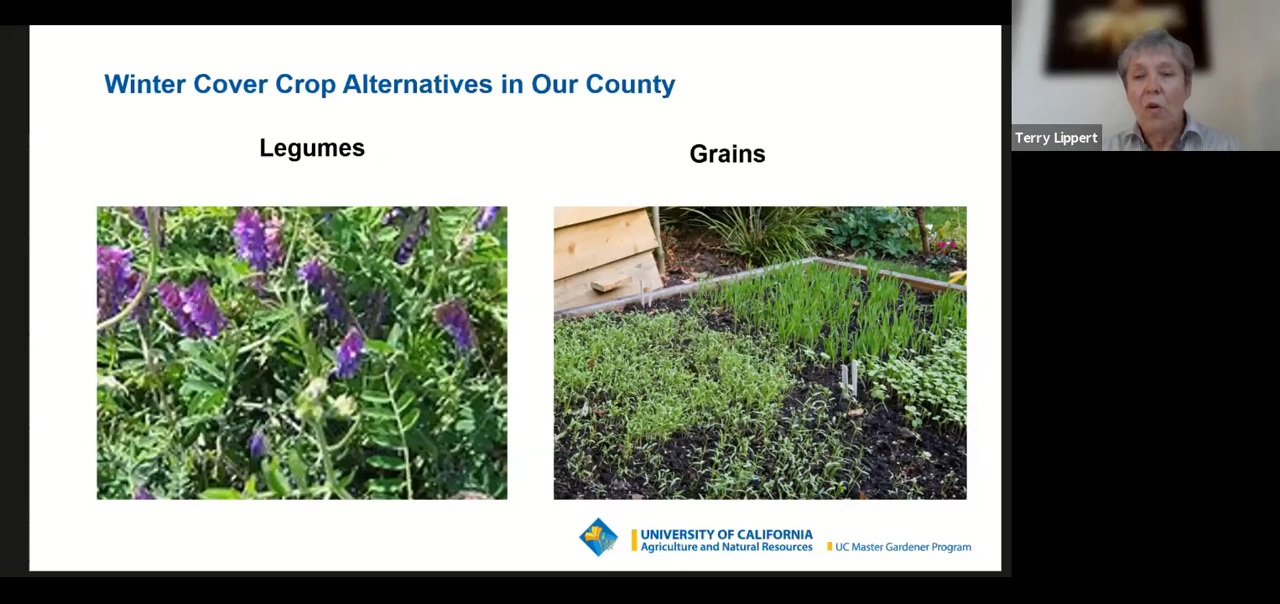 Winter Cover Crop Alternatives in Our County
Legumes
Grains
UNIVERSITY OF CALIFORNIA
Agriculture and Natural Resources
UC Master Gardener Program
Terry Lippert